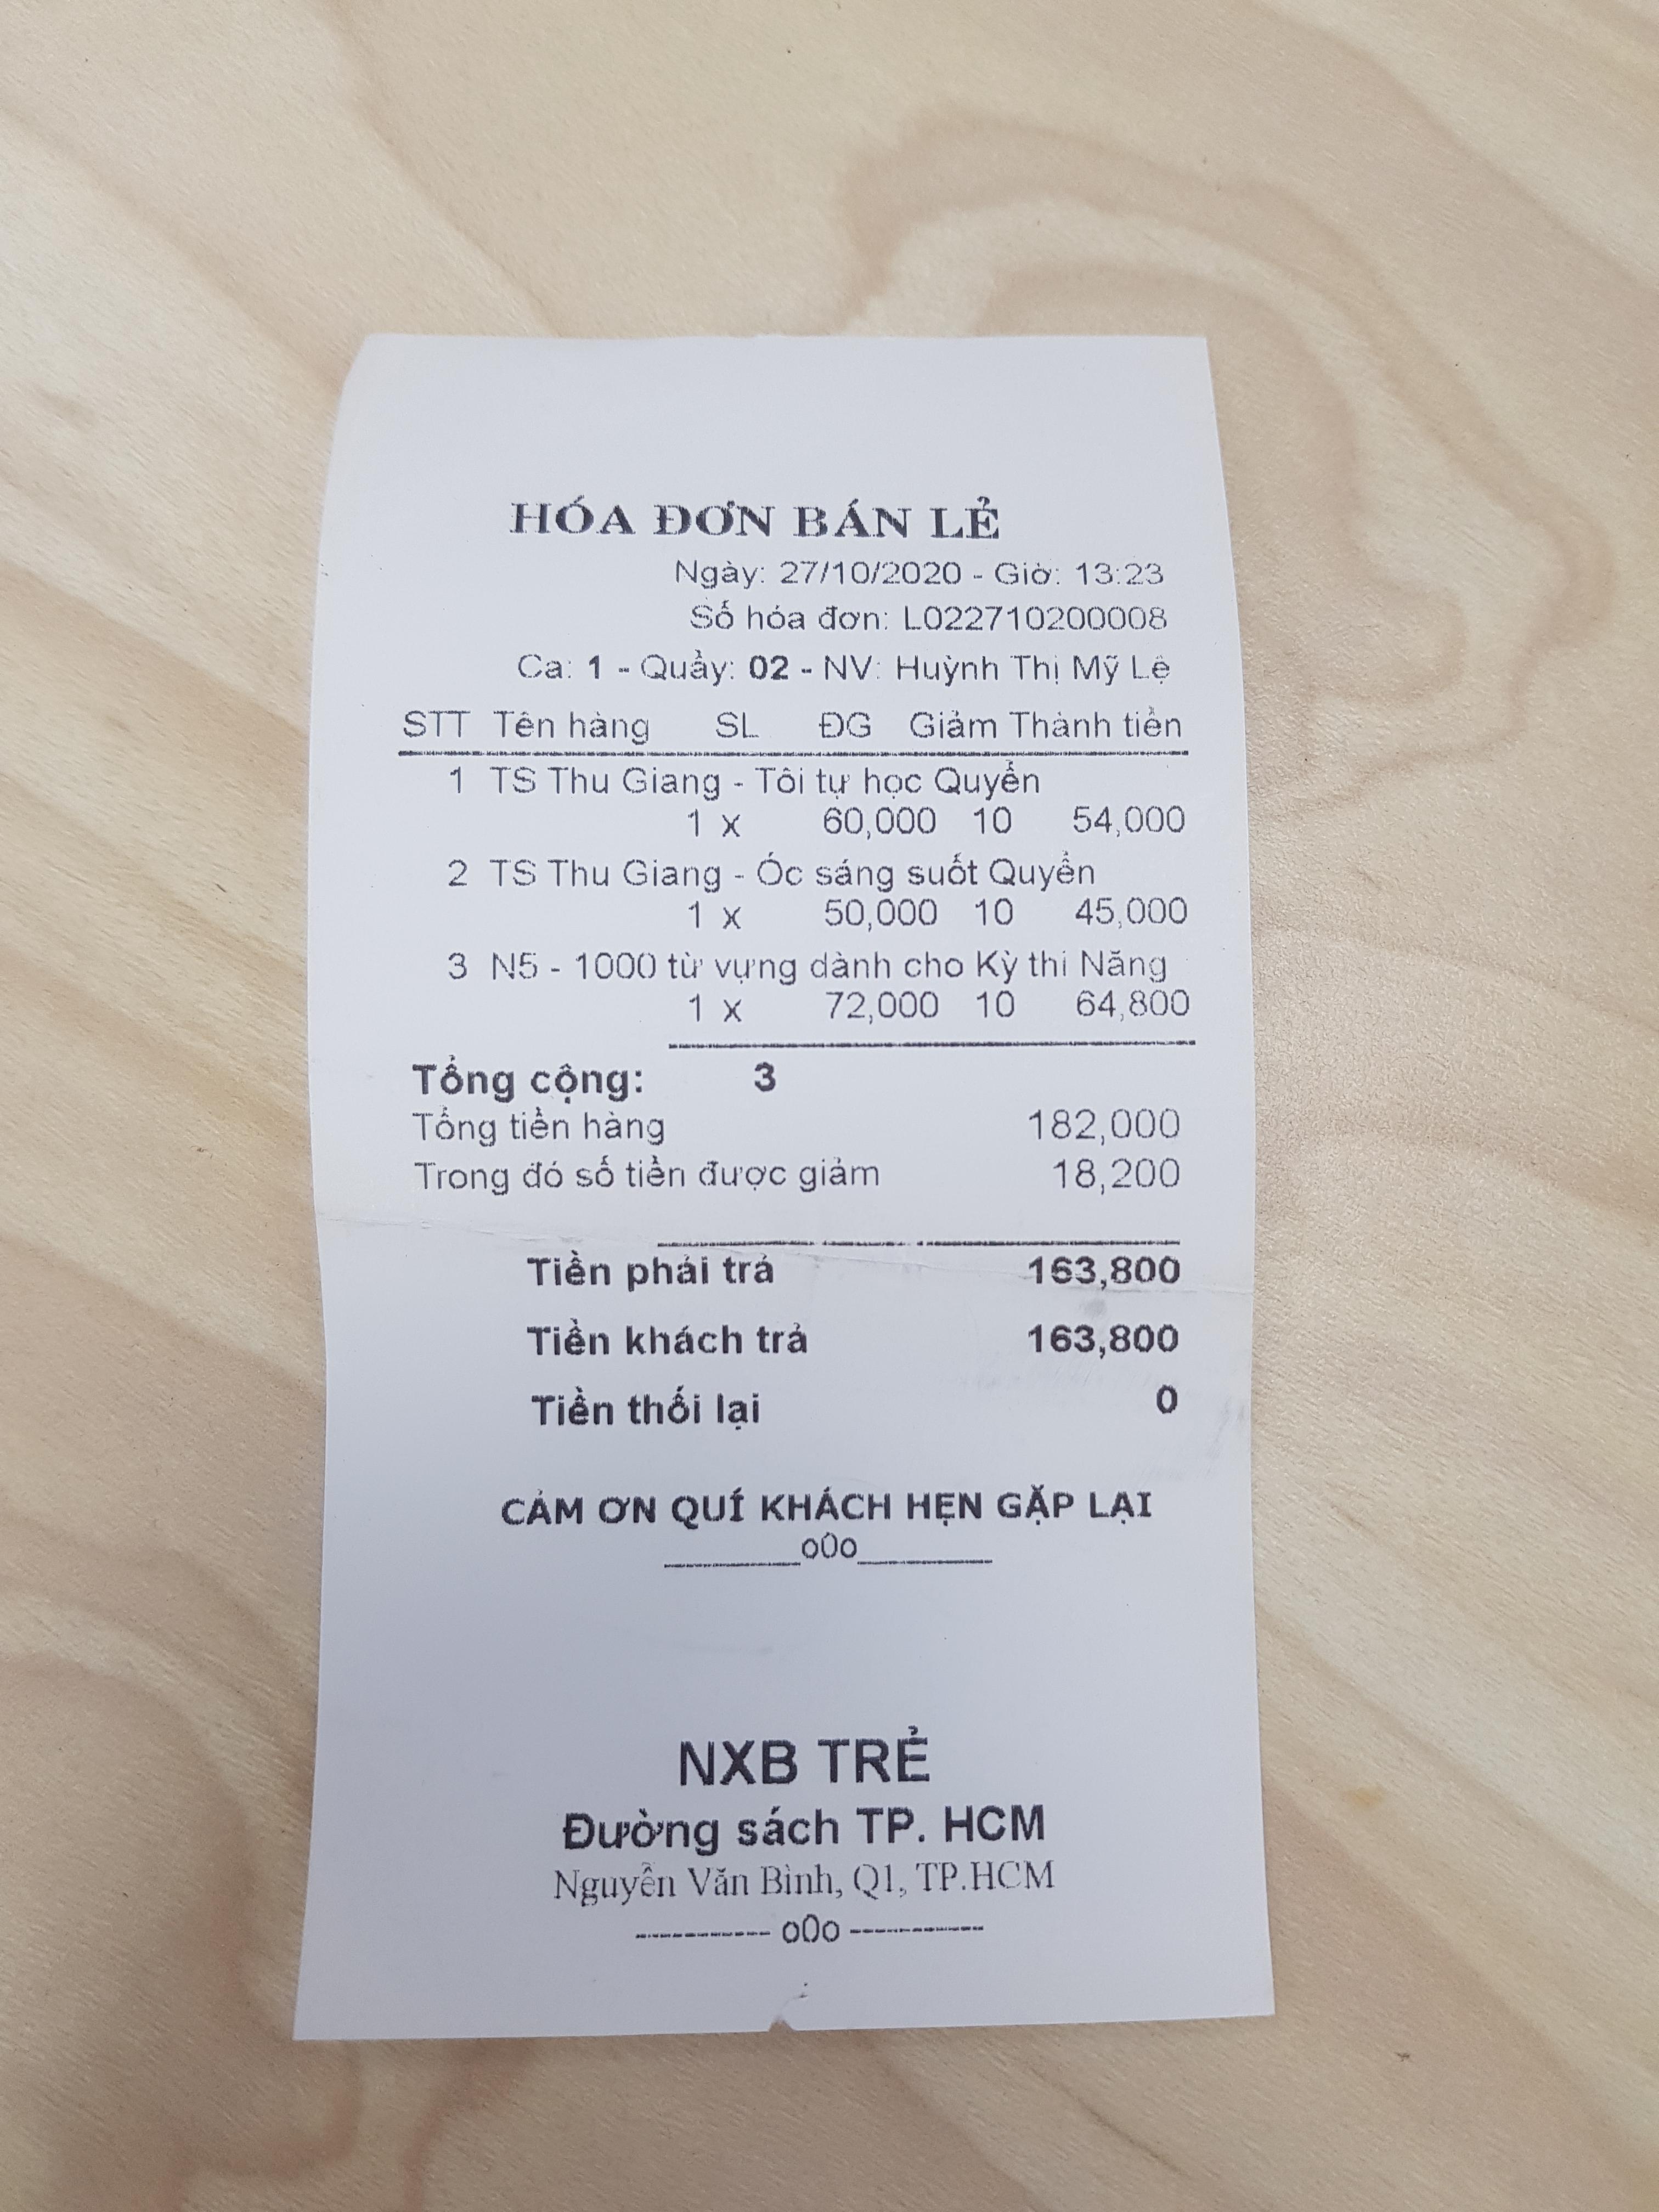 HÓA ĐƠN BÁN LẺ
Ngày: 27/10/2020 - Giờ: 13:23
Số hóa đơn: L022710200008
Ca: 1 - Quầy: 02 - NV: Huỳnh Thị Mỹ Lệ
STT Tên hàng SL ĐG Giảm Thành tiền
1 TS Thu Giang - Tôi tự học Quyển
1 x 60,000 10 54,000
2 TS Thu Giang - Óc sáng suốt Quyển
1 x 50,000 10 45,000
3 N5 - 1000 từ vựng dành cho Kỳ thi Năng
1 x 72,000 10 64,800
Tổng cộng: 3
Tổng tiền hàng 182,000
Trong đó số tiền được giảm 18,200
Tiền phải trả 163,800
Tiền khách trả 163,800
Tiền thối lại 0
CẢM ƠN QUÍ KHÁCH HẸN GẶP LẠI
__________o0o__________
NXB TRẺ
Đường sách TP. HCM
Nguyễn Văn Bình, Q1, TP.HCM
------------ o0o ------------